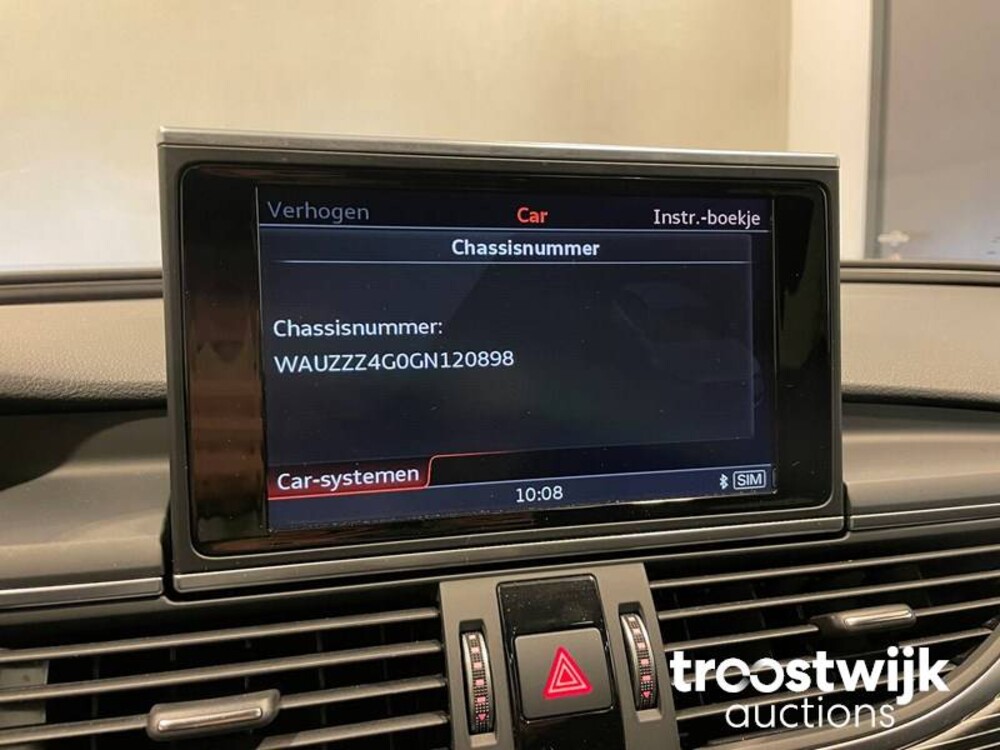 Verhogen Car Instr.-boekje
Chassisnummer
Chassisnummer:
WAUZZZ4G0GN120898
Car-systemen
10:08 SIM
troostwijk
auctions